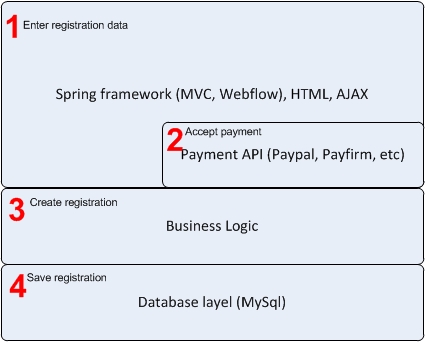 1 Enter registration data
Spring framework (MVC, Webflow), HTML, AJAX
2 Accept payment
Payment API (Paypal, Payfirm, etc)
3 Create registration
Business Logic
4 Save registration
Database layel (MySql)